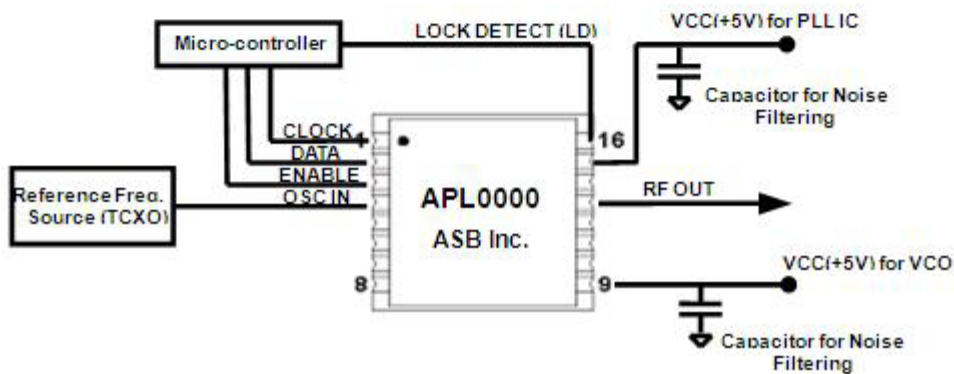 VCC(+5V) for PLL IC
Micro-controller
LOCK DETECT (LD)
Capacitor for Noise
Filtering
CLOCK
1
16
DATA
ENABLE
OSC IN
Reference Freq.
Source (TCXO)
APL0000
ASB Inc.
RF OUT
8
9
VCC(+5V) for VCO
Capacitor for Noise
Filtering